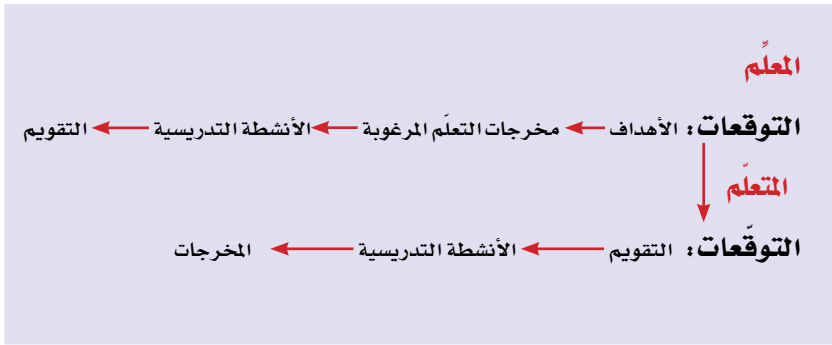 المعلِّم
التوقعات: الأهداف مخرجات التعلّم المرغوبة الأنشطة التدريسية التقويم
المتعلّم
التوقّعات: التقويم الأنشطة التدريسية المخرجات